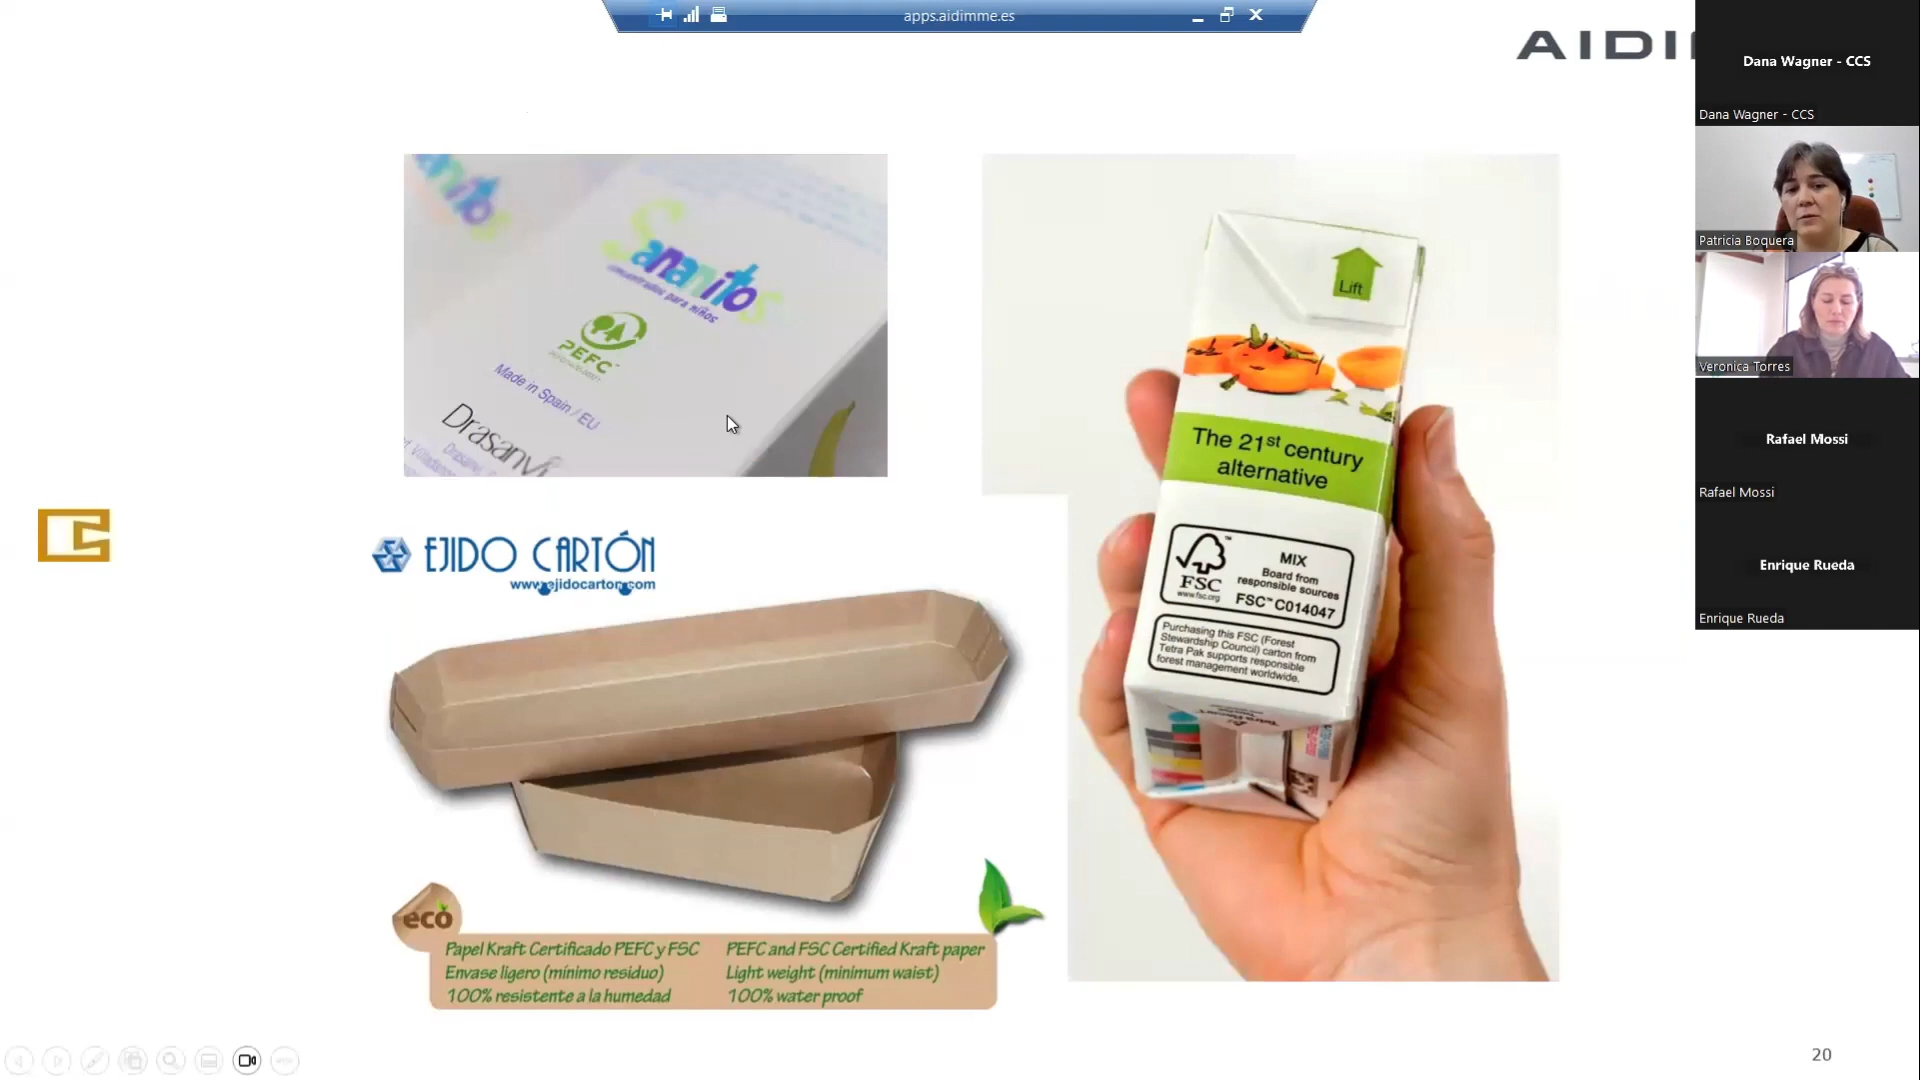 apps.aidimme.es
AIDI
Dana Wagner - CCS
Dana Wagner - CCS
Patricia Boquera
Veronica Torres
Rafael Mossi
Rafael Mossi
Enrique Rueda
Enrique Rueda
Sananitos
para niños
PEFC™
Made in Spain / EU
Drasanvi
EJIDO CARTÓN
www.ejidocarton.com
eco
Papel Kraft Certificado PEFC y FSC
Envase ligero (mínimo residuo)
100% resistente a la humedad
PEFC and FSC Certified Kraft paper
Light weight (minimum waist)
100% water proof
Lift
The 21st century
alternative
FSC™
www.fsc.org
MIX
Board from
responsible sources
FSC™ C014047
Purchasing this FSC (Forest
Stewardship Council) carton from
Tetra Pak supports responsible
forest management worldwide.
20